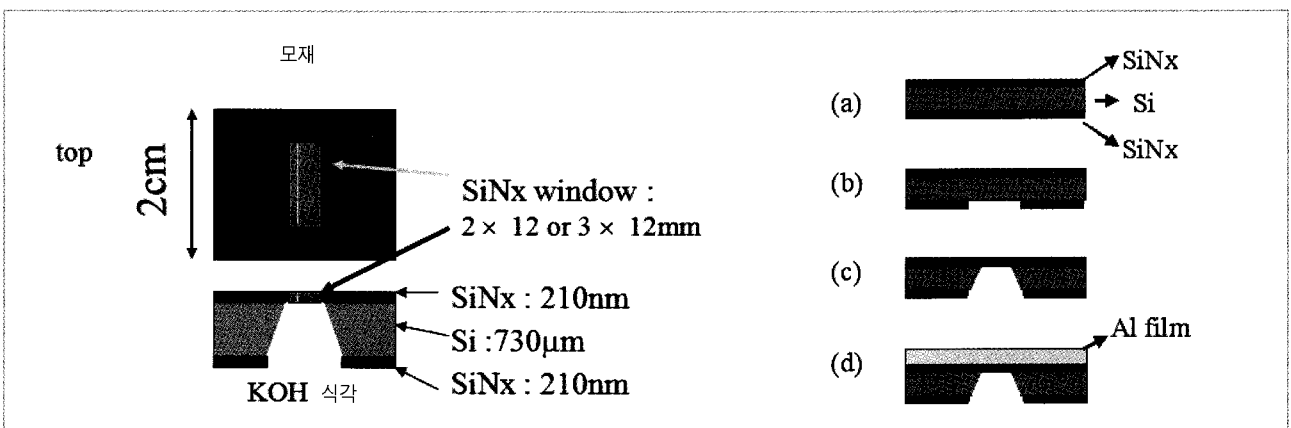 모재
top
2cm
SiNx window :
2 × 12 or 3 × 12mm
SiNx : 210nm
Si :730μm
SiNx : 210nm
KOH 식각
(a)
SiNx
Si
SiNx
(b)
(c)
(d)
Al film